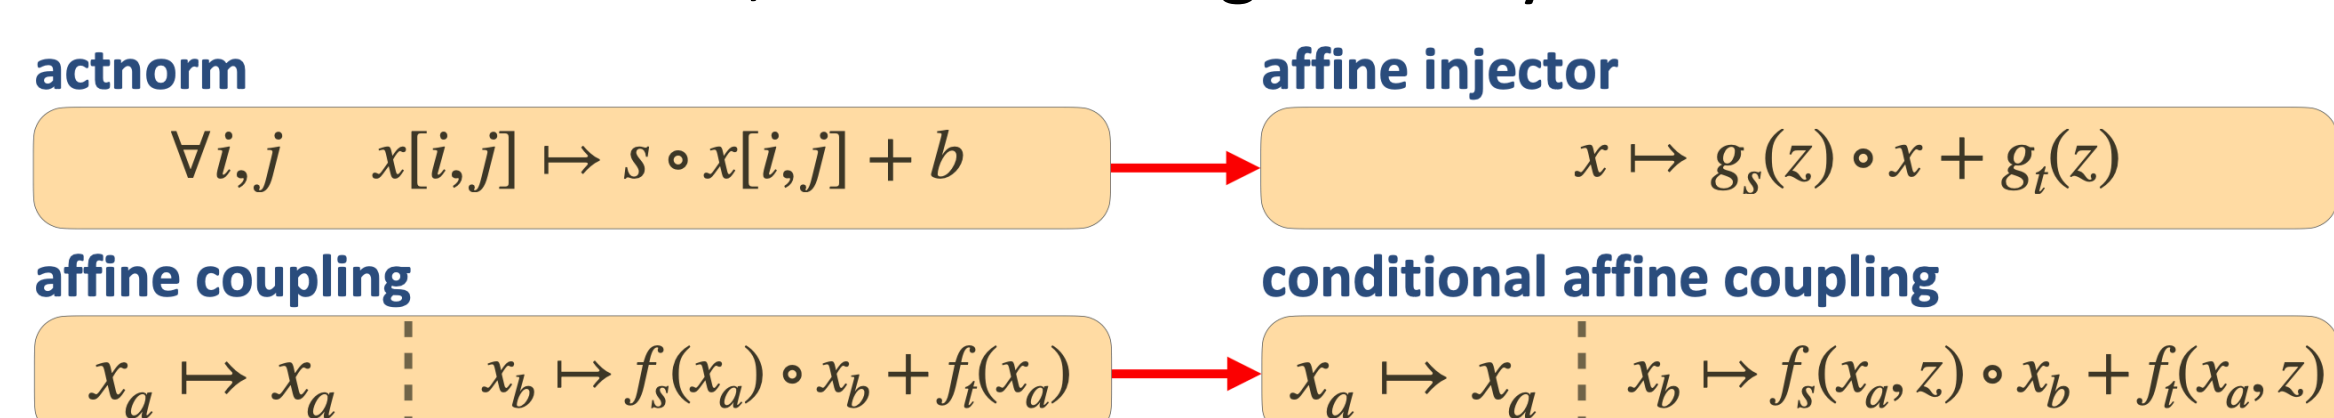 actnorm
∀i,j x[i,j] ↦ s ∘ x[i,j] + b
affine injector
x ↦ g_s(z) ∘ x + g_t(z)
affine coupling
x_a ↦ x_a x_b ↦ f_s(x_a) ∘ x_b + f_t(x_a)
conditional affine coupling
x_a ↦ x_a x_b ↦ f_s(x_a, z) ∘ x_b + f_t(x_a, z)